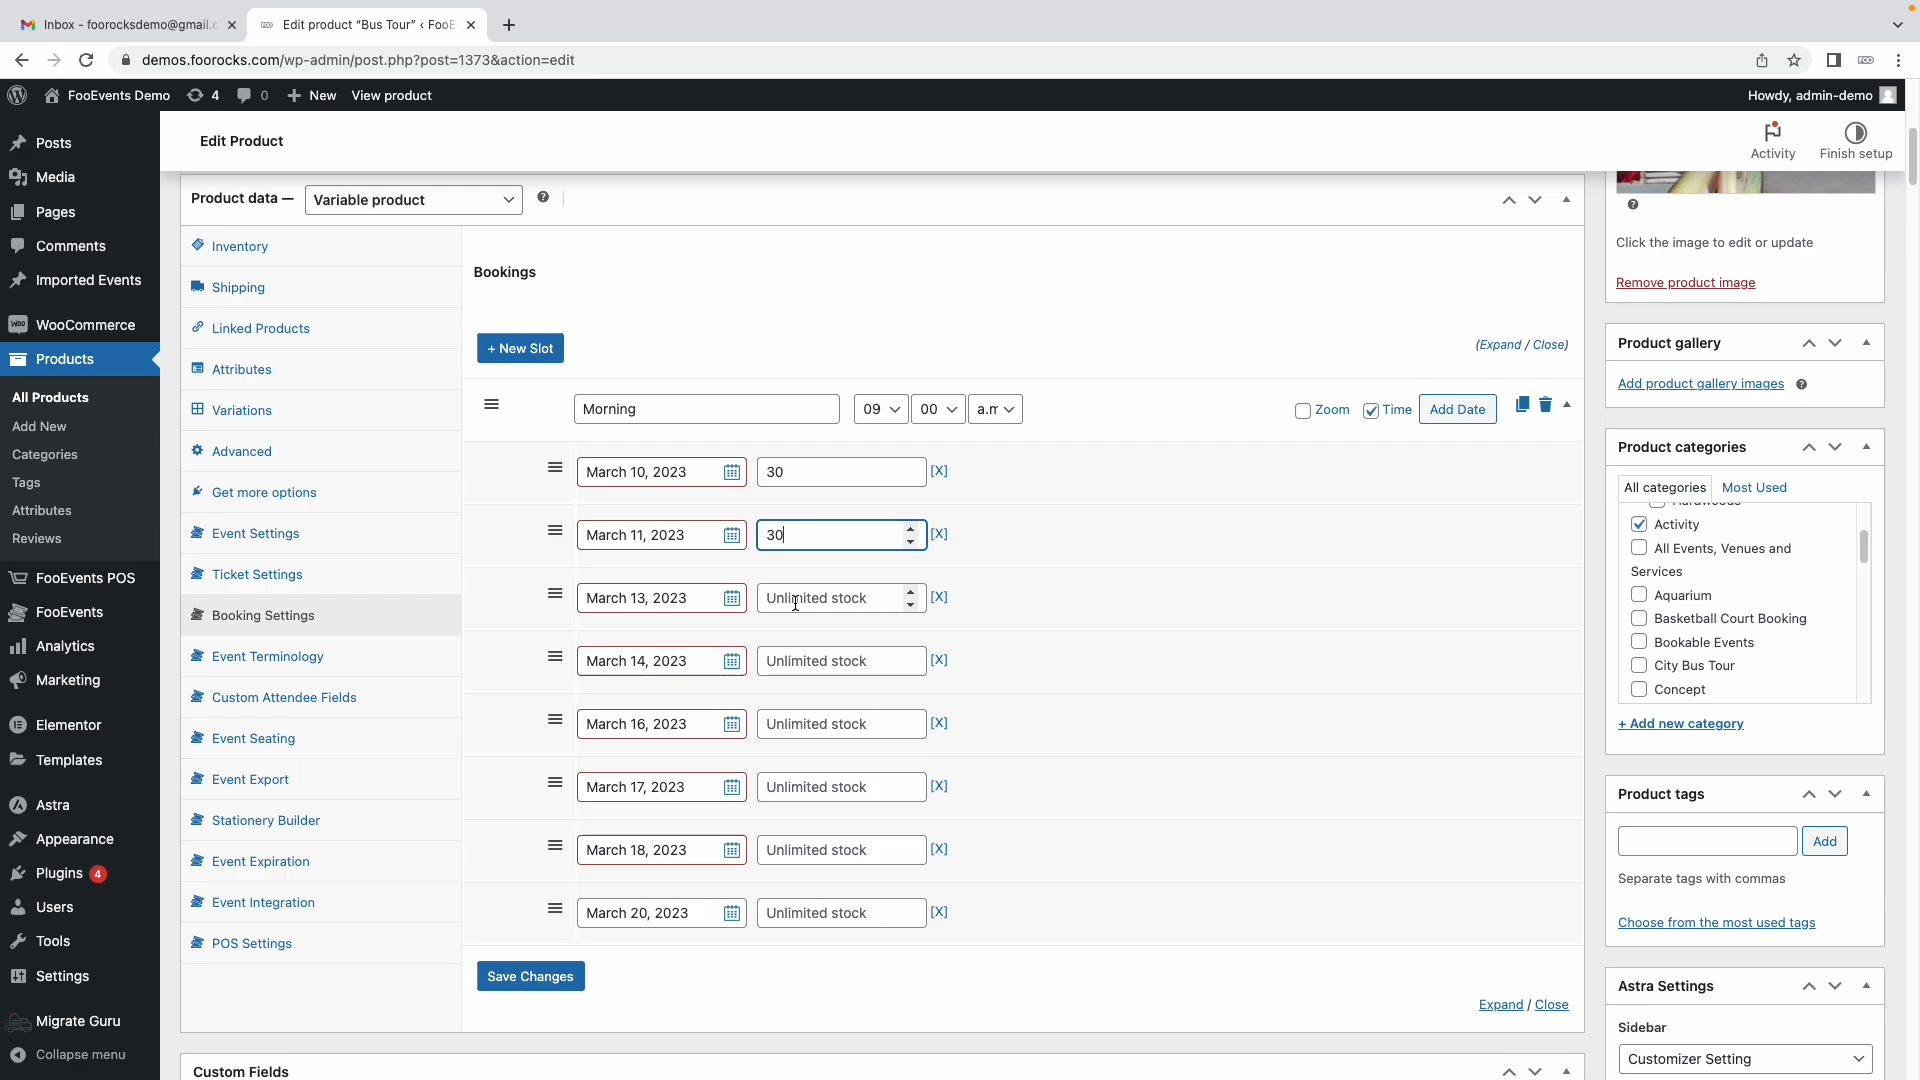 Inbox - foorocksdemo@gmail.c
Edit product “Bus Tour” ‹ FooE
demos.foorocks.com/wp-admin/post.php?post=1373&action=edit
FooEvents Demo 4 0 New View product Howdy, admin-demo
Edit Product
Activity
Finish setup
Posts
Media
Pages
Comments
Imported Events
WooCommerce
Products
All Products
Add New
Categories
Tags
Attributes
Reviews
FooEvents POS
FooEvents
Analytics
Marketing
Elementor
Templates
Astra
Appearance
Plugins 4
Users
Tools
Settings
Migrate Guru
Collapse menu
Product data — Variable product
Inventory
Shipping
Linked Products
Attributes
Variations
Advanced
Get more options
Event Settings
Ticket Settings
Booking Settings
Event Terminology
Custom Attendee Fields
Event Seating
Event Export
Stationery Builder
Event Expiration
Event Integration
POS Settings
Bookings
+ New Slot
(Expand / Close)
Morning 09 00 a.m Zoom Time Add Date
March 10, 2023 30 [X]
March 11, 2023 30 [X]
March 13, 2023 Unlimited stock [X]
March 14, 2023 Unlimited stock [X]
March 16, 2023 Unlimited stock [X]
March 17, 2023 Unlimited stock [X]
March 18, 2023 Unlimited stock [X]
March 20, 2023 Unlimited stock [X]
Save Changes
Expand / Close
Custom Fields
Click the image to edit or update
Remove product image
Product gallery
Add product gallery images
Product categories
All categories Most Used
Activity
All Events, Venues and
Services
Aquarium
Basketball Court Booking
Bookable Events
City Bus Tour
Concept
+ Add new category
Product tags
Add
Separate tags with commas
Choose from the most used tags
Astra Settings
Sidebar
Customizer Setting